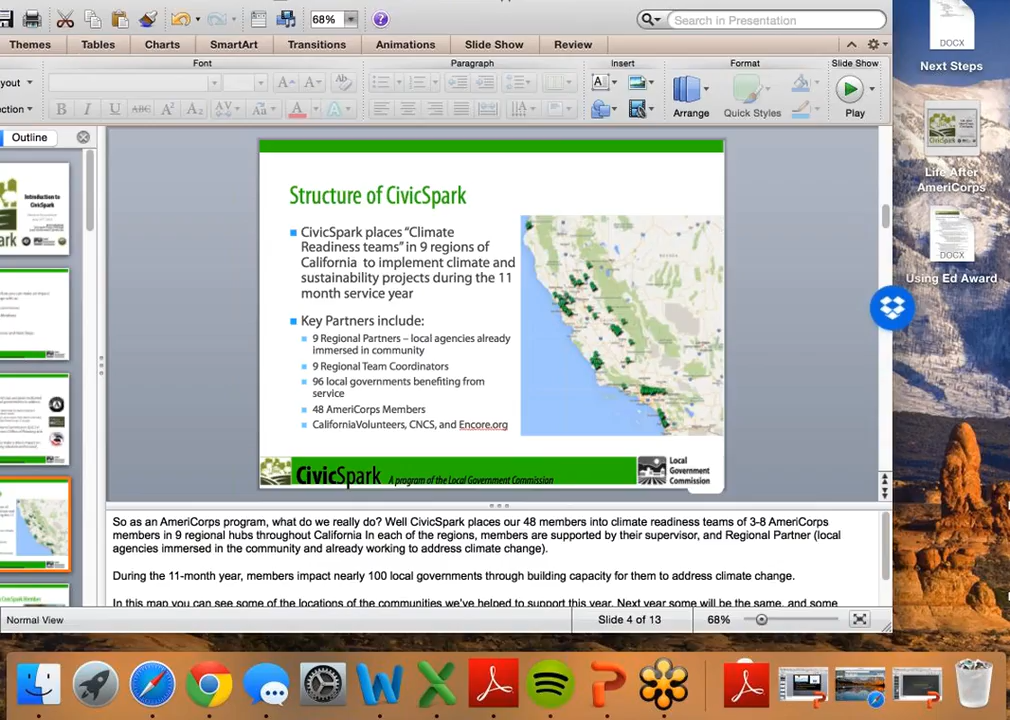 68%
Search in Presentation
Themes Tables Charts SmartArt Transitions Animations Slide Show Review
Font Paragraph Insert Format Slide Show
B I U ABC A² A₂ AV Aa A A
Arrange Quick Styles Play
Outline
Introduction to
CivicSpark
Structure of CivicSpark
CivicSpark places "Climate
Readiness teams" in 9 regions of
California to implement climate and
sustainability projects during the 11
month service year
Key Partners include:
9 Regional Partners – local agencies already
immersed in community
9 Regional Team Coordinators
96 local governments benefiting from
service
48 AmeriCorps Members
CaliforniaVolunteers, CNCS, and Encore.org
CivicSpark A program of the Local Government Commission
Local
Government
Commission
So as an AmeriCorps program, what do we really do? Well CivicSpark places our 48 members into climate readiness teams of 3-8 AmeriCorps
members in 9 regional hubs throughout California In each of the regions, members are supported by their supervisor, and Regional Partner (local
agencies immersed in the community and already working to address climate change).
During the 11-month year, members impact nearly 100 local governments through building capacity for them to address climate change.
In this map you can see some of the locations of the communities we've helped to support this year. Next year some will be the same, and some
Normal View
Slide 4 of 13
68%
DOCX
Next Steps
Life After
AmeriCorps
DOCX
Using Ed Award